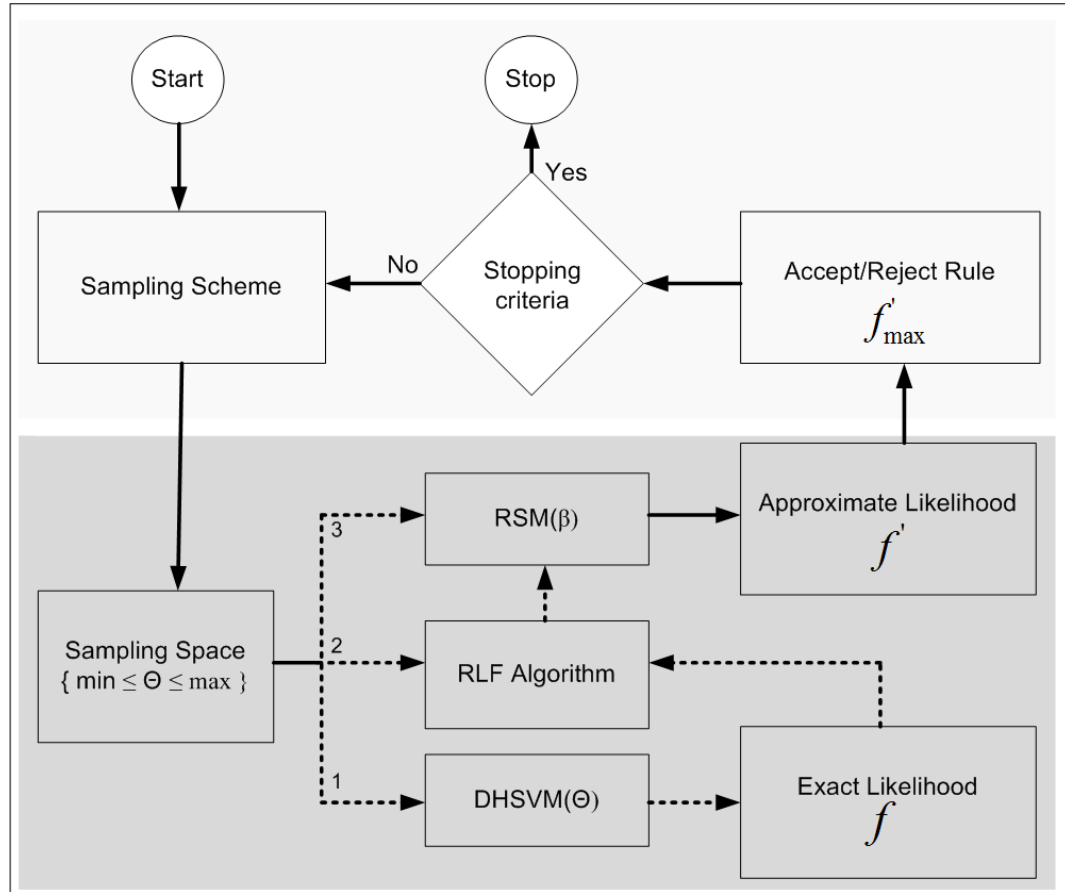 Start
Stop
Yes
No
Sampling Scheme
Stopping
criteria
Accept/Reject Rule
f'max
3
RSM(β)
Approximate Likelihood
f'
Sampling Space
{ min ≤ Θ ≤ max }
2
RLF Algorithm
1
DHSVM(Θ)
Exact Likelihood
f